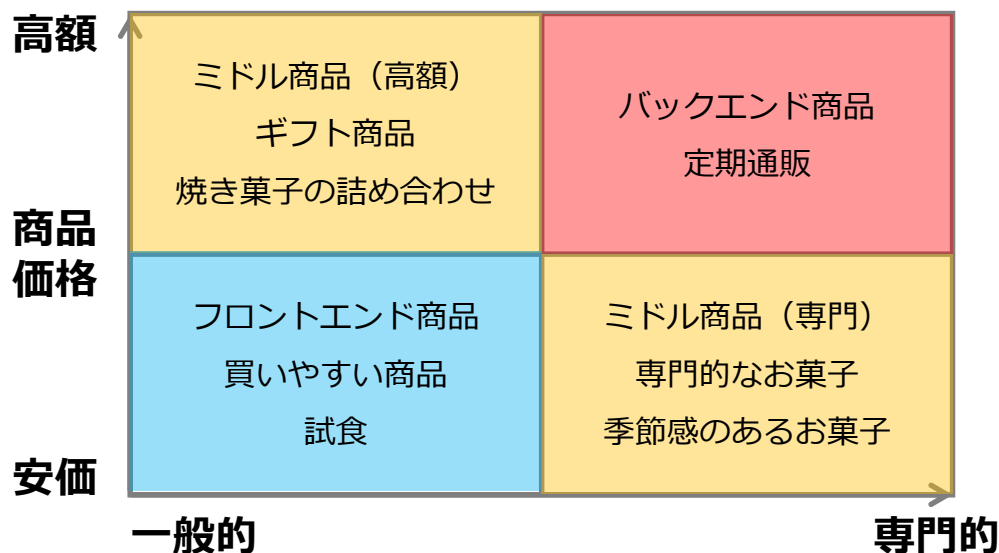 高額
ミドル商品（高額）
ギフト商品
焼き菓子の詰め合わせ
バックエンド商品
定期通販
商品
価格
フロントエンド商品
買いやすい商品
試食
ミドル商品（専門）
専門的なお菓子
季節感のあるお菓子
安価
一般的
専門的